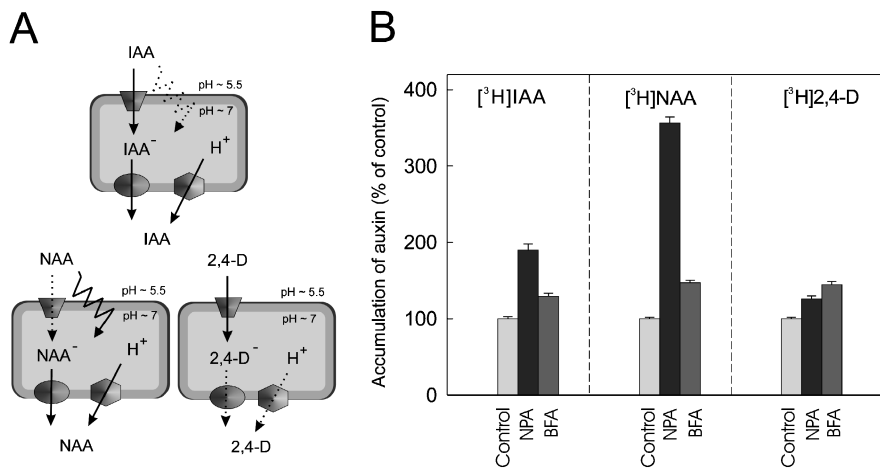 A
IAA
pH ~ 5.5
pH ~ 7
IAA⁻
H⁺
IAA
NAA
pH ~ 5.5
pH ~ 7
NAA⁻
H⁺
NAA
2,4-D
pH ~ 5.5
pH ~ 7
2,4-D⁻
H⁺
2,4-D
B
Accumulation of auxin (% of control)
400
300
200
100
0
[³H]IAA
[³H]NAA
[³H]2,4-D
Control
NPA
BFA
Control
NPA
BFA
Control
NPA
BFA